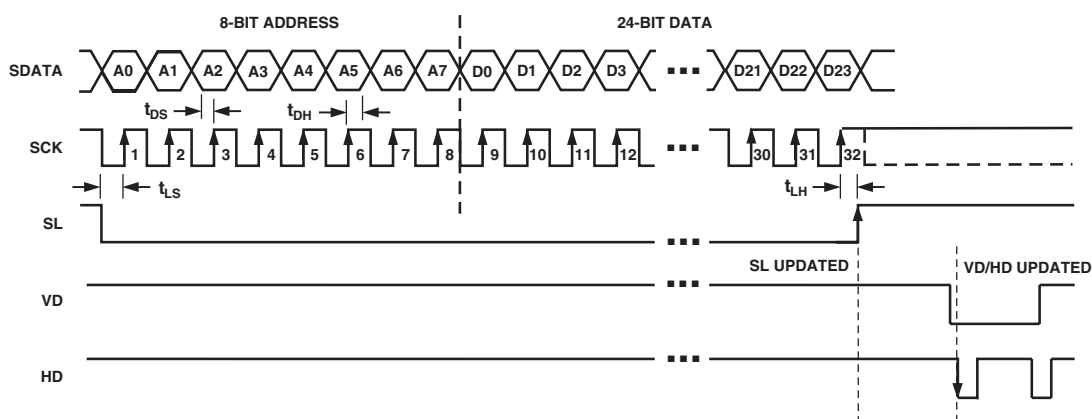 8-BIT ADDRESS 24-BIT DATA
SDATA A0 A1 A2 A3 A4 A5 A6 A7 D0 D1 D2 D3 D21 D22 D23
tDS tDH
SCK 1 2 3 4 5 6 7 8 9 10 11 12 30 31 32
tLS tLH
SL
SL UPDATED VD/HD UPDATED
VD
HD